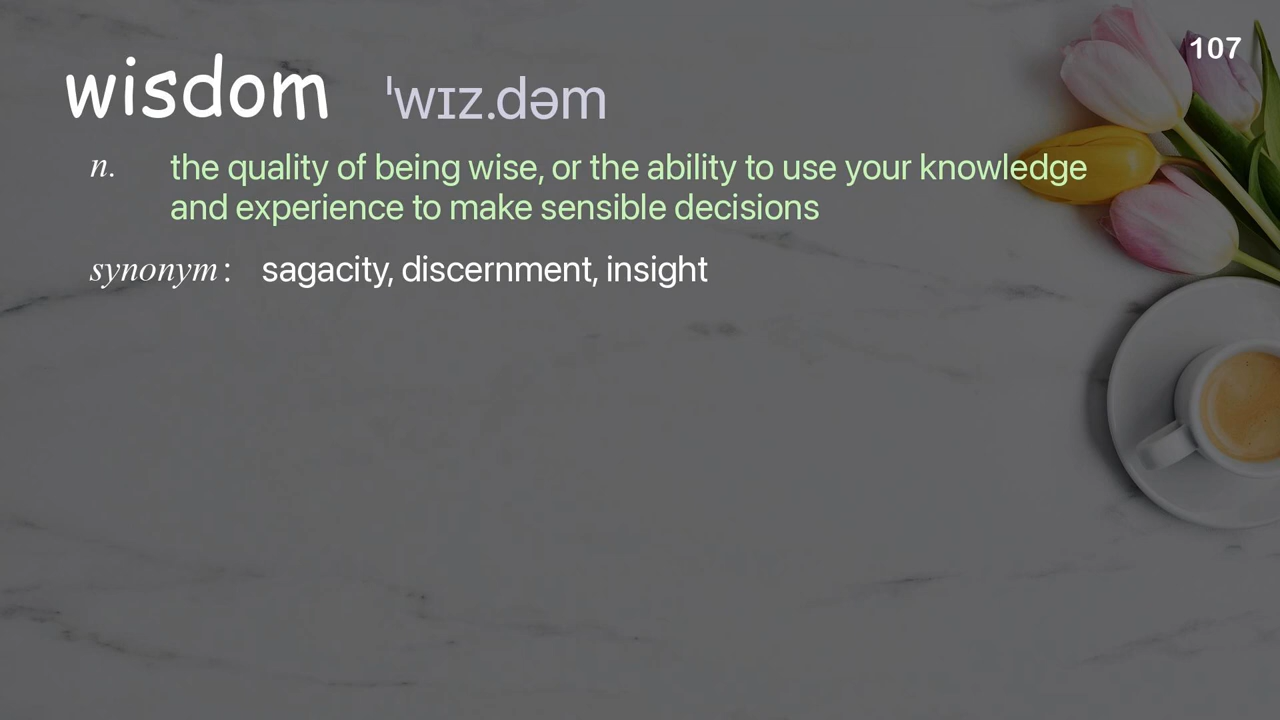 107
wisdom ˈwɪz.dəm
n. the quality of being wise, or the ability to use your knowledge
and experience to make sensible decisions
synonym: sagacity, discernment, insight